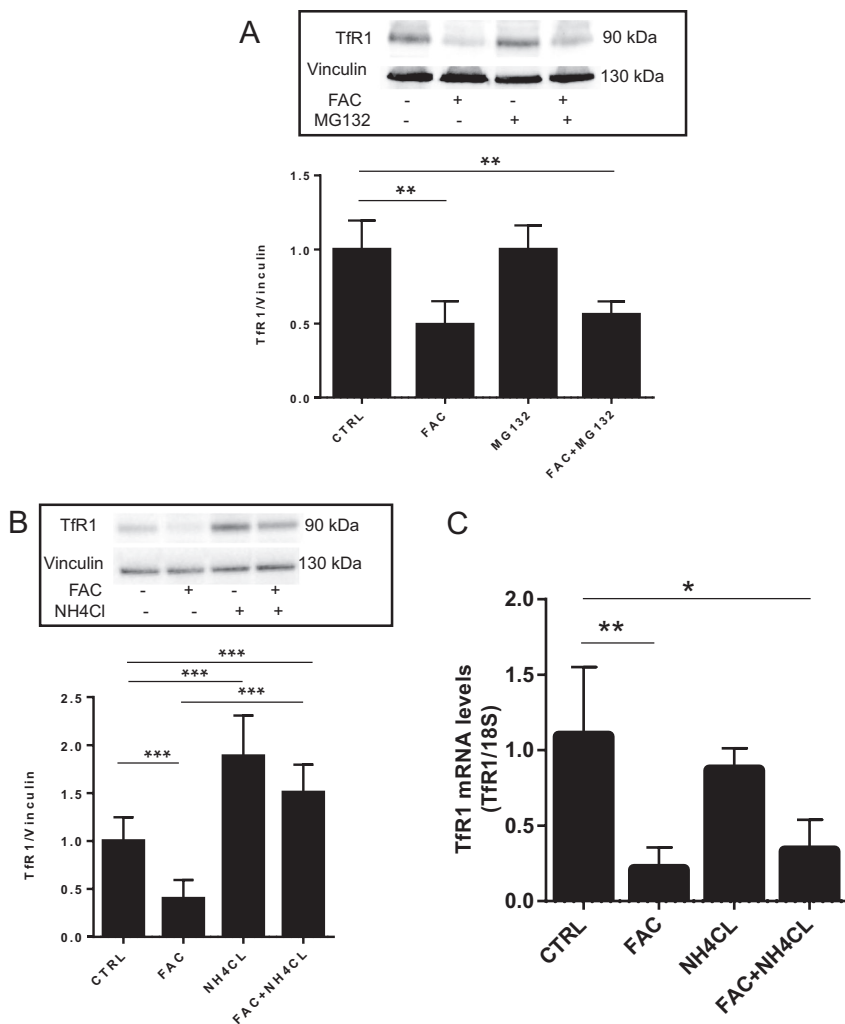 A
TfR1 90 kDa
Vinculin 130 kDa
FAC - + - +
MG132 - - + +
**
**
1.5
1.0
0.5
0.0
TfR1/Vinculin
CTRL FAC MG132 FAC+MG132
B
TfR1 90 kDa
Vinculin 130 kDa
FAC - + - +
NH4Cl - - + +
***
***
***
***
2.5
2.0
1.5
1.0
0.5
0.0
TfR1/Vinculin
CTRL FAC NH4CL FAC+NH4CL
C
*
**
2.0
1.5
1.0
0.5
0.0
TfR1 mRNA levels
(TfR1/18S)
CTRL FAC NH4CL FAC+NH4CL